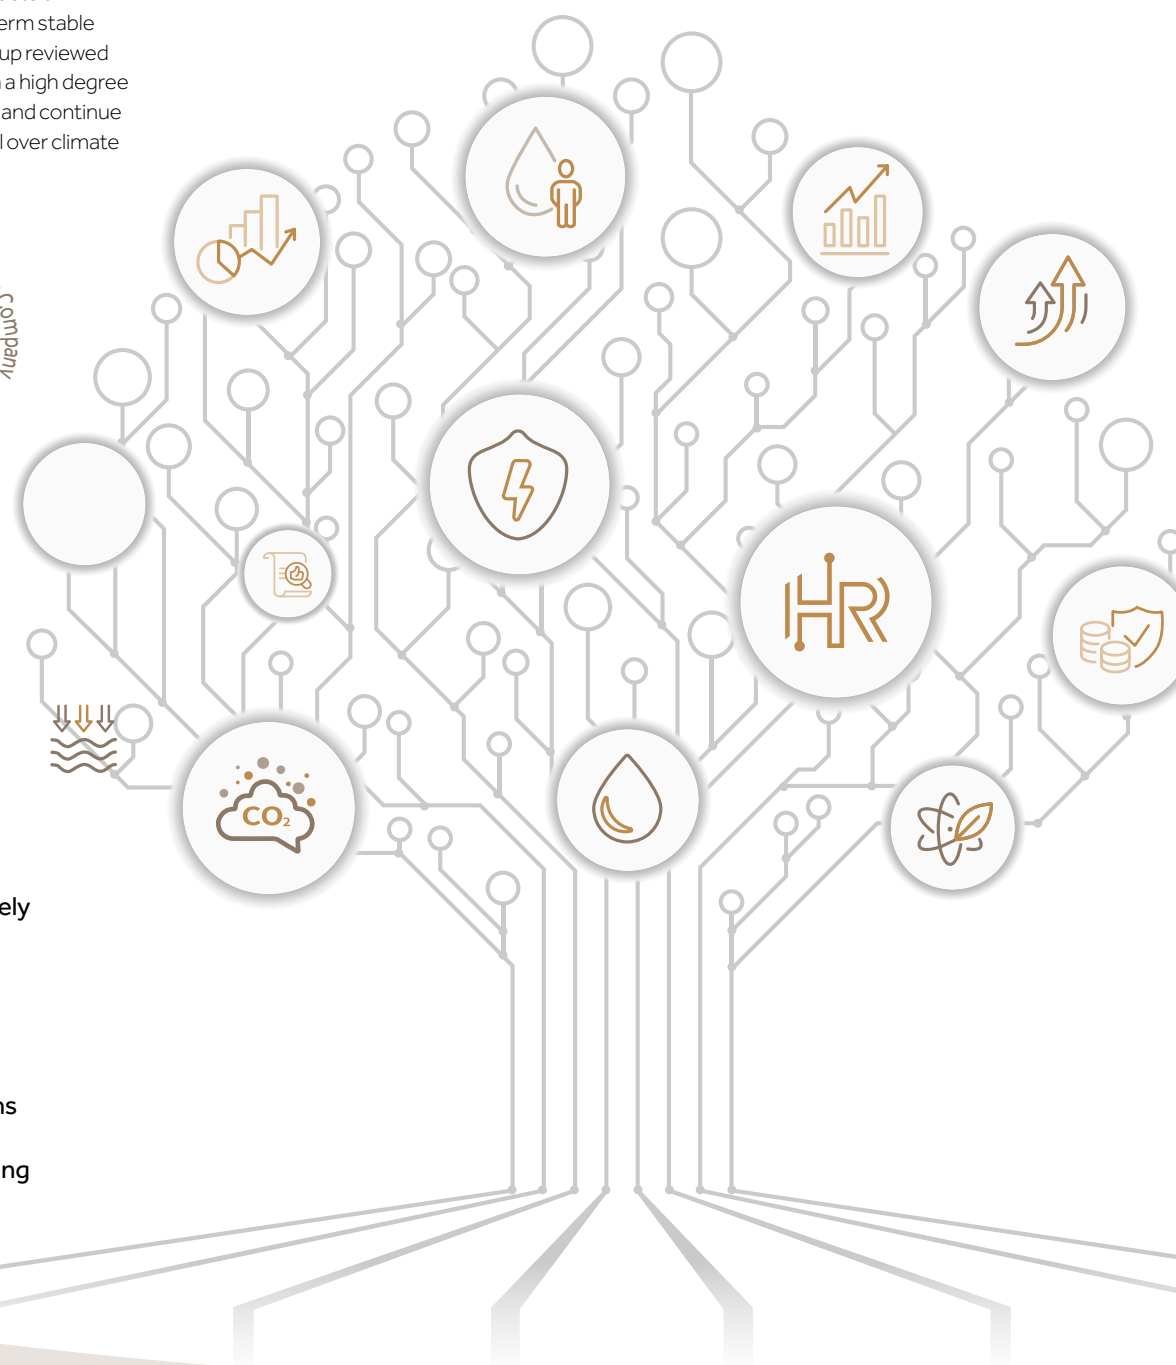 erm stable
up reviewed
a high degree
and continue
l over climate
Company
HR
CO₂
ely
ns
ng